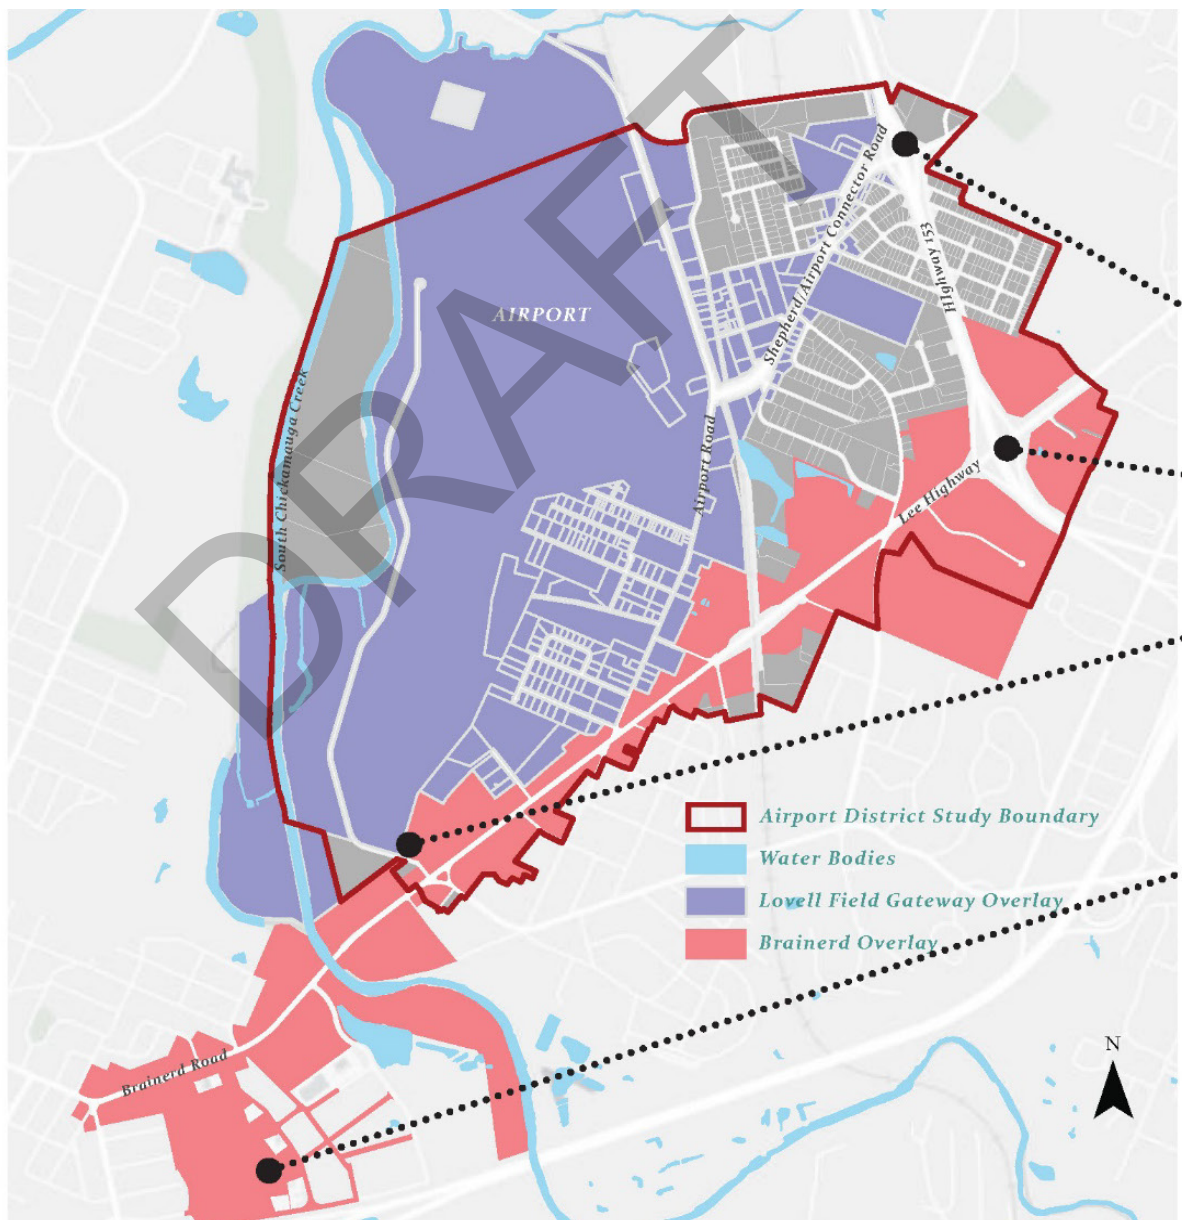 DRAFT
Shepherd/Airport Connector Road
HIghway 153
AIRPORT
South Chickamauga Creek
Airport Road
Lee Highway
Airport District Study Boundary
Water Bodies
Lovell Field Gateway Overlay
Brainerd Overlay
Brainerd Road
N